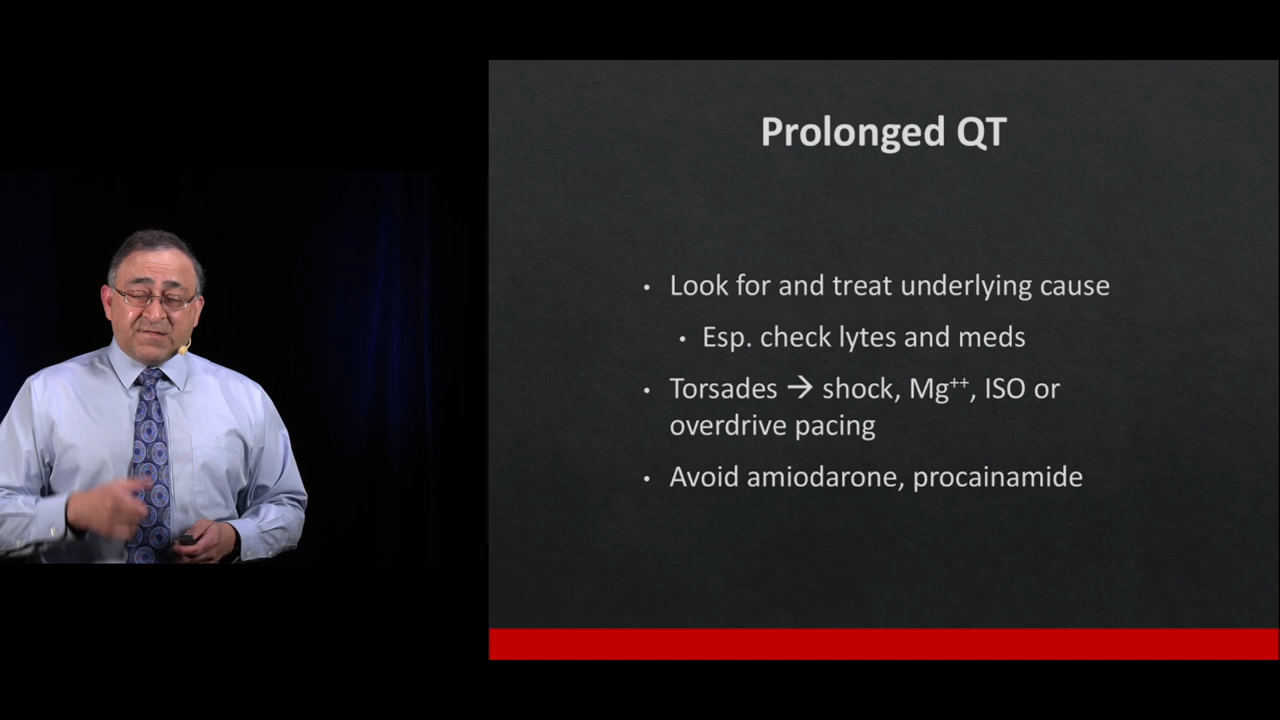 Prolonged QT
• Look for and treat underlying cause
• Esp. check lytes and meds
• Torsades → shock, Mg⁺⁺, ISO or
overdrive pacing
• Avoid amiodarone, procainamide